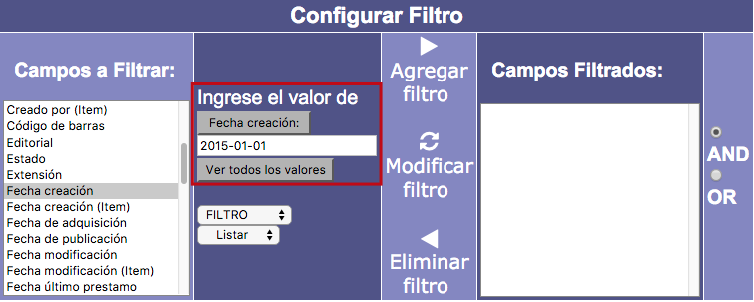 Configurar Filtro
Campos a Filtrar:
Creado por (Item)
Código de barras
Editorial
Estado
Extensión
Fecha creación
Fecha creación (Item)
Fecha de adquisición
Fecha de publicación
Fecha modificación
Fecha modificación (Item)
Fecha último prestamo
Ingrese el valor de
Fecha creación:
2015-01-01
Ver todos los valores
FILTRO
Listar
Agregar
filtro
Modificar
filtro
Eliminar
filtro
Campos Filtrados:
AND
OR